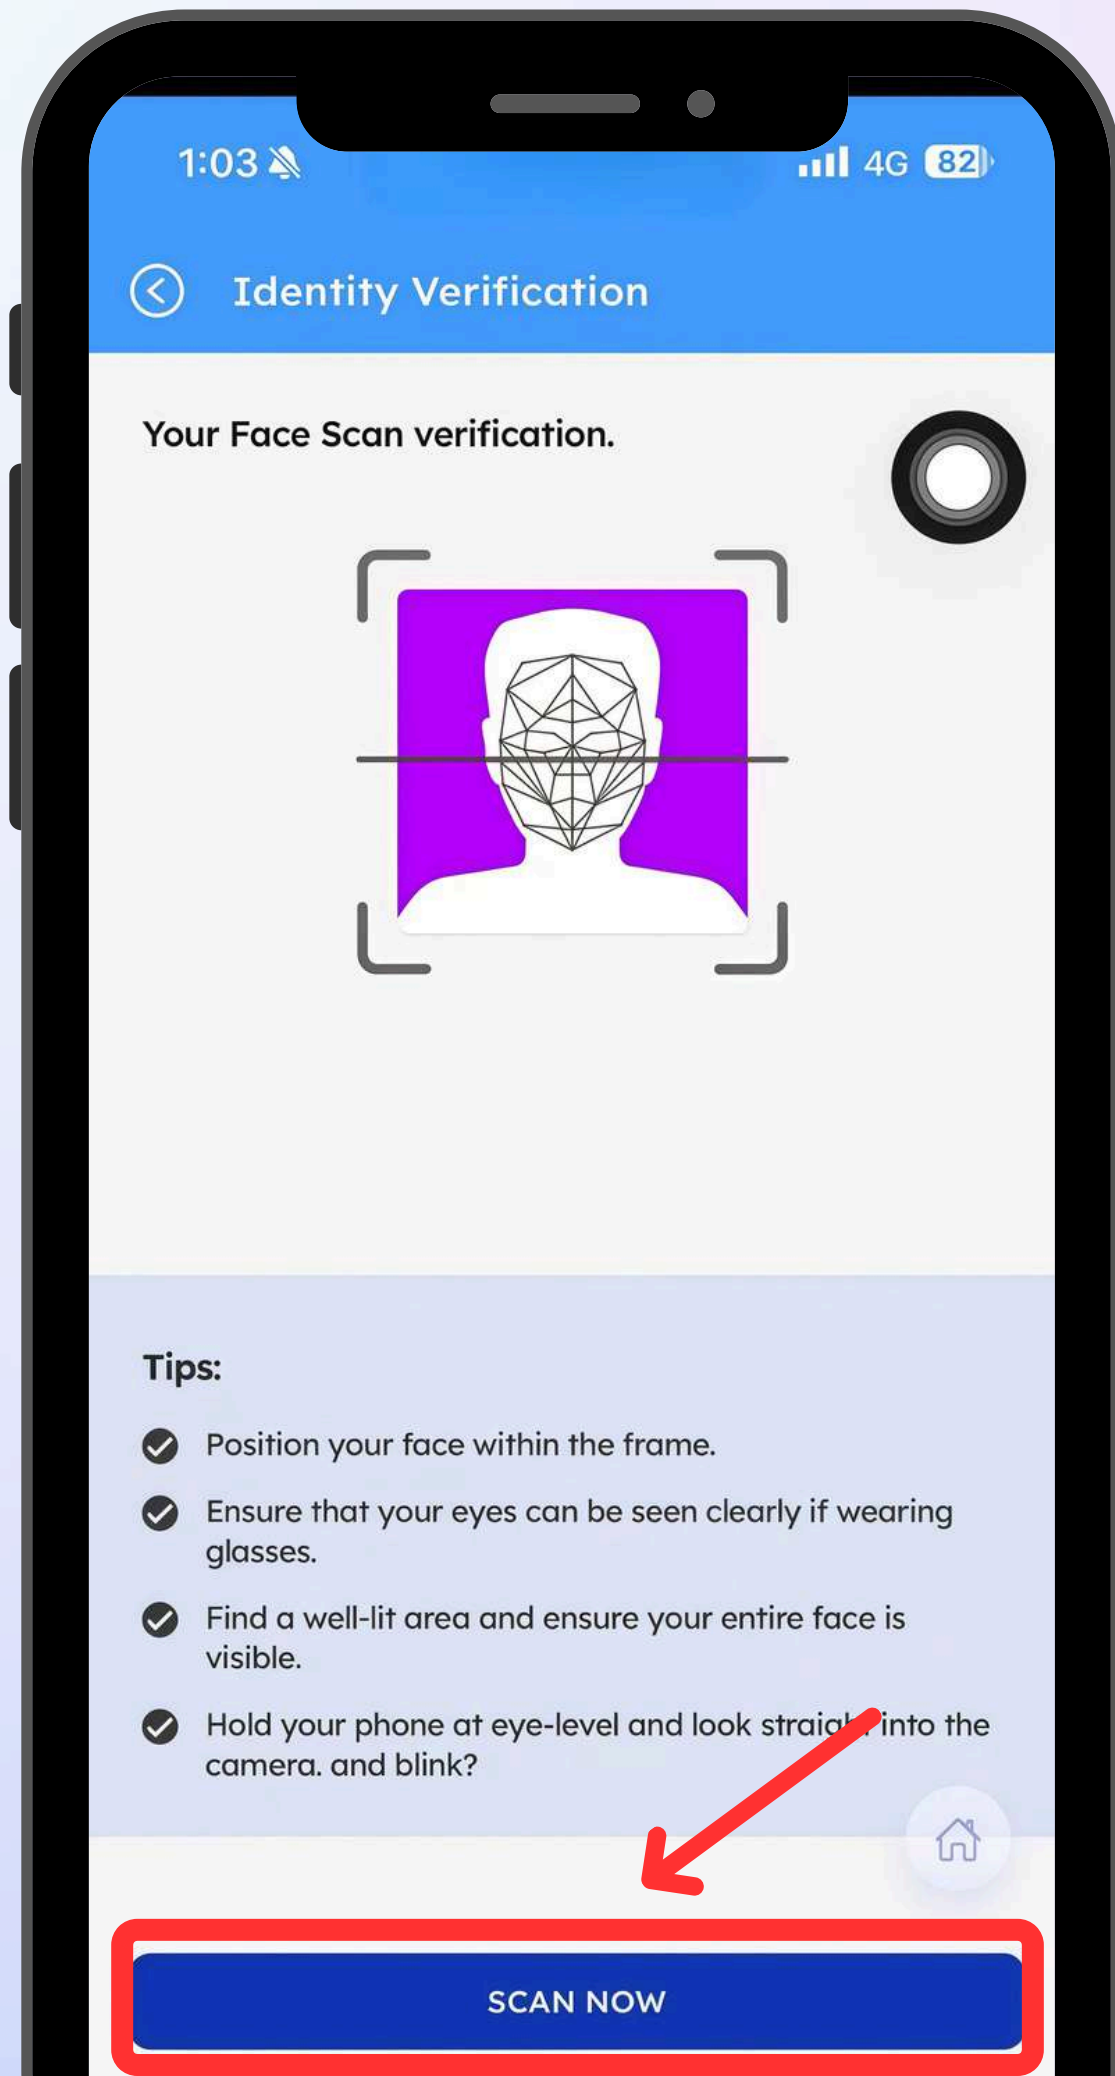 1:03 4G 82
Identity Verification
Your Face Scan verification.
Tips:
Position your face within the frame.
Ensure that your eyes can be seen clearly if wearing
glasses.
Find a well-lit area and ensure your entire face is
visible.
Hold your phone at eye-level and look straight into the
camera. and blink?
SCAN NOW